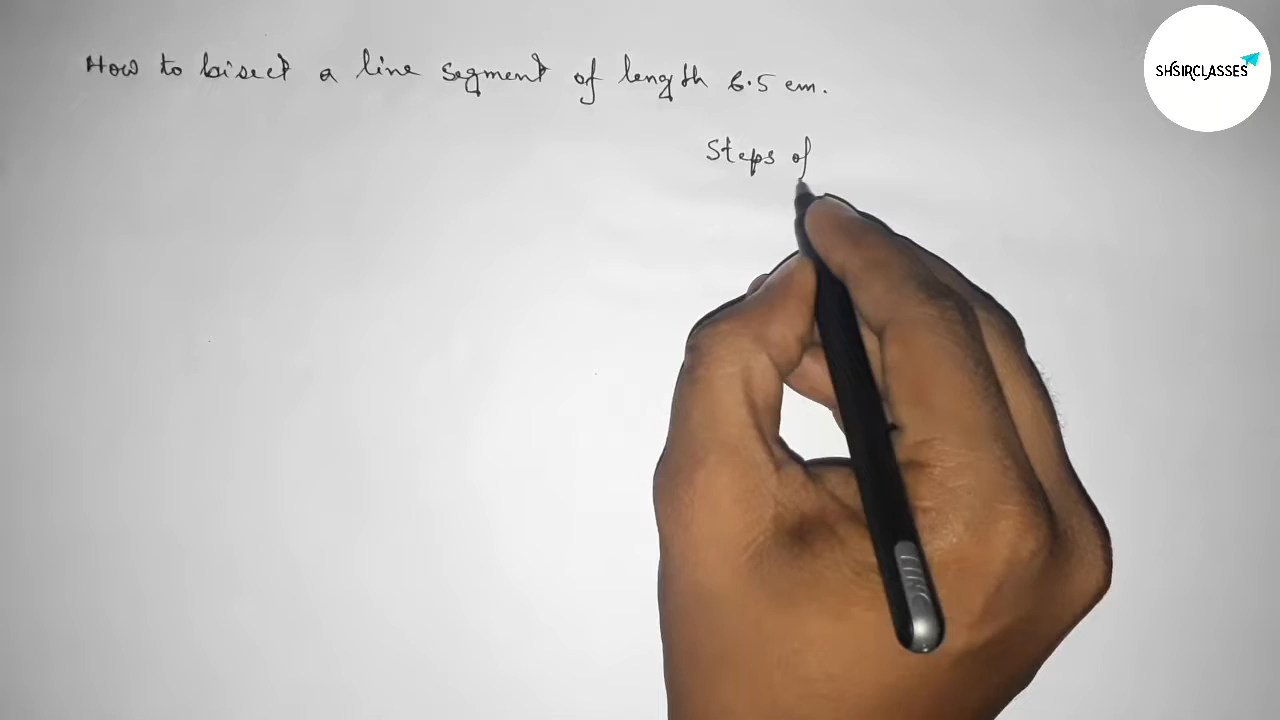 How to bisect a line segment of length 6.5 cm.
Steps of
SHSIRCLASSES